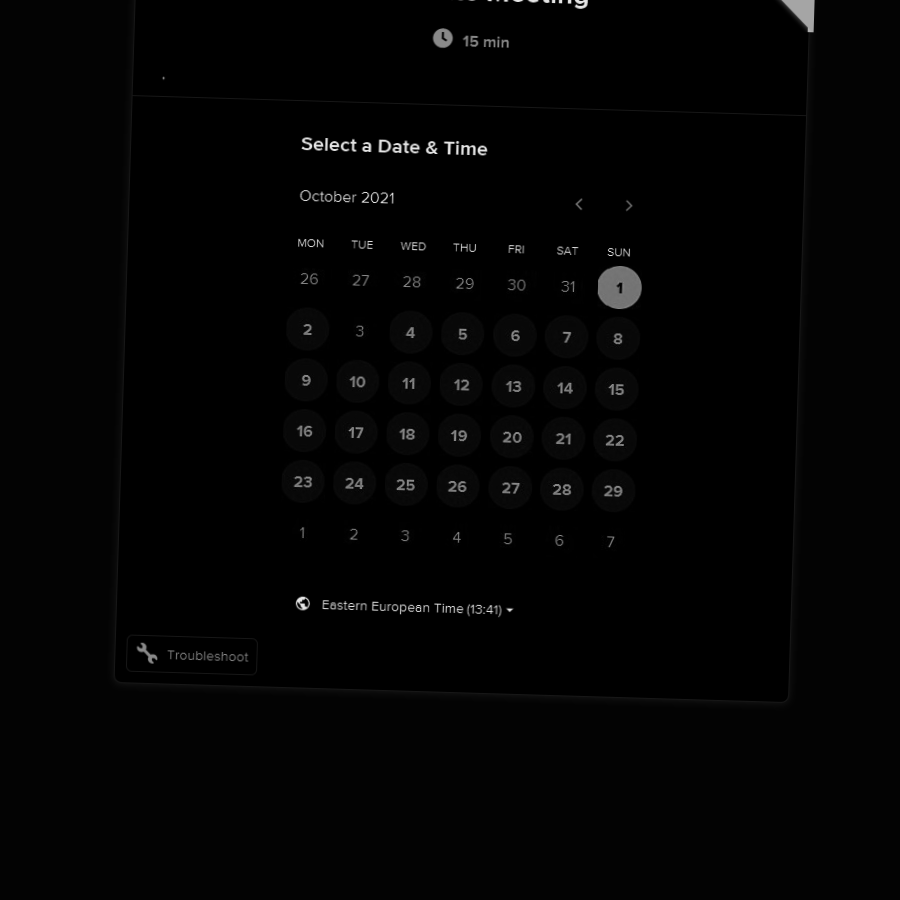 Meeting
15 min
Select a Date & Time
October 2021
MON TUE WED THU FRI SAT SUN
26 27 28 29 30 31 1
2 3 4 5 6 7 8
9 10 11 12 13 14 15
16 17 18 19 20 21 22
23 24 25 26 27 28 29
1 2 3 4 5 6 7
Eastern European Time (13:41)
Troubleshoot